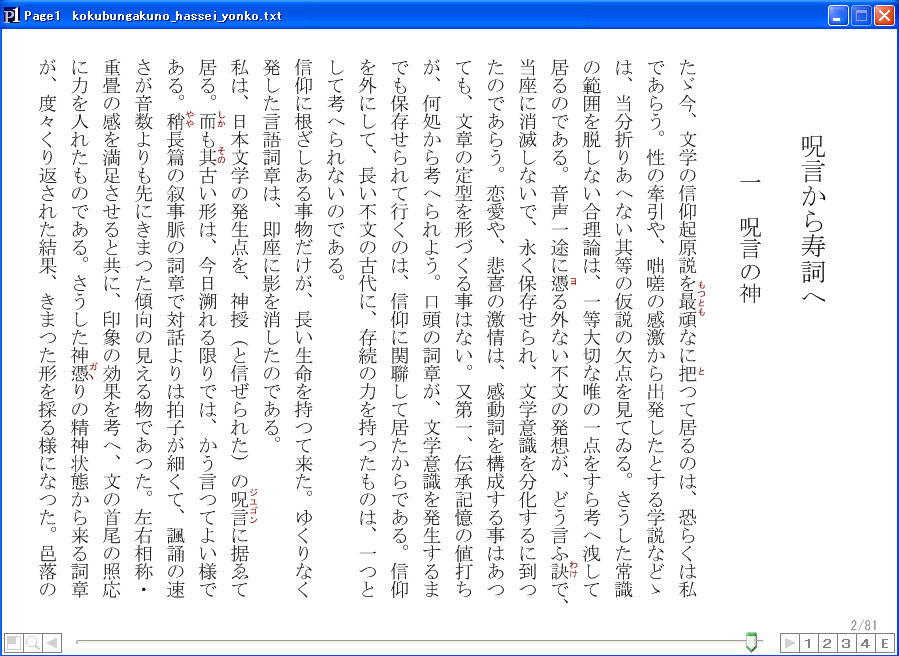 Page1 kokubungakuno_hassei_yonko.txt
呪言から寿詞へ
一 呪言の神
たゞ今、文学の信仰起原説を最頑なに把つて居るのは、恐らくは私
であらう。性の牽引や、咄嗟の感激から出発したとする学説などゝ
は、当分折りあへない其等の仮説の欠点を見てゐる。さうした常識
の範囲を脱しない合理論は、一等大切な唯の一点をすら考へ洩して
居るのである。音声一途に憑る外ない不文の発想が、どう言ふ訣で、
当座に消滅しないで、永く保存せられ、文学意識を分化するに到つ
たのであらう。恋愛や、悲喜の激情は、感動詞を構成する事はあつ
ても、文章の定型を形づくる事はない。又第一、伝承記憶の値打ち
が、何処から考へられよう。口頭の詞章が、文学意識を発生するま
でも保存せられて行くのは、信仰に関聯して居たからである。信仰
を外にして、長い不文の古代に、存続の力を持つたものは、一つと
して考へられないのである。
信仰に根ざしある事物だけが、長い生命を持つて来た。ゆくりなく
発した言語詞章は、即座に影を消したのである。
私は、日本文学の発生点を、神授（と信ぜられた）の呪言に据ゑて
居る。而も其古い形は、今日溯れる限りでは、かう言つてよい様で
ある。稍長篇の叙事脈の詞章で対話よりは拍子が細くて、諷誦の速
さが音数よりも先にきまつた傾向の見える物であつた。左右相称・
重畳の感を満足させると共に、印象の効果を考へ、文の首尾の照応
に力を入れたものである。さうした神憑りの精神状態から来る詞章
が、度々くり返された結果、きまつた形を採る様になつた。邑落の
もつとも
と
ヨ
わけ
ジユゴン
しか
その
やや
ガヽ
2/81
1 2 3 4 E